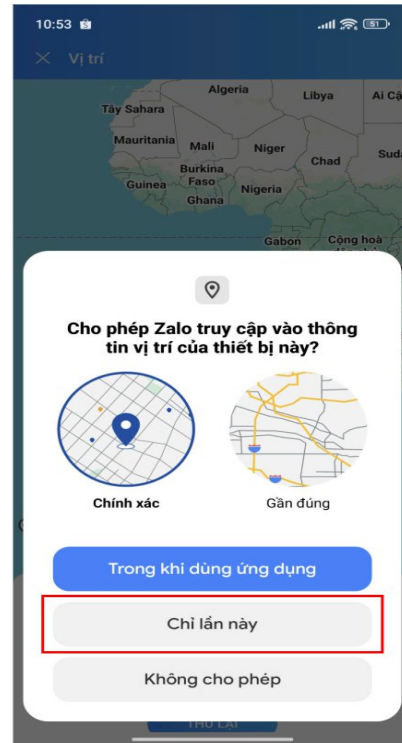 10:53
51
Vị trí
Algeria
Libya
Ai Cậ
Tây Sahara
Mauritania
Mali
Niger
Chad
Sud
Burkina
Faso
Guinea
Nigeria
Ghana
Gabon
Cộng hoà
Cho phép Zalo truy cập vào thông
tin vị trí của thiết bị này?
Chính xác
Gần đúng
Trong khi dùng ứng dụng
Chỉ lần này
Không cho phép
THỬ LẠI